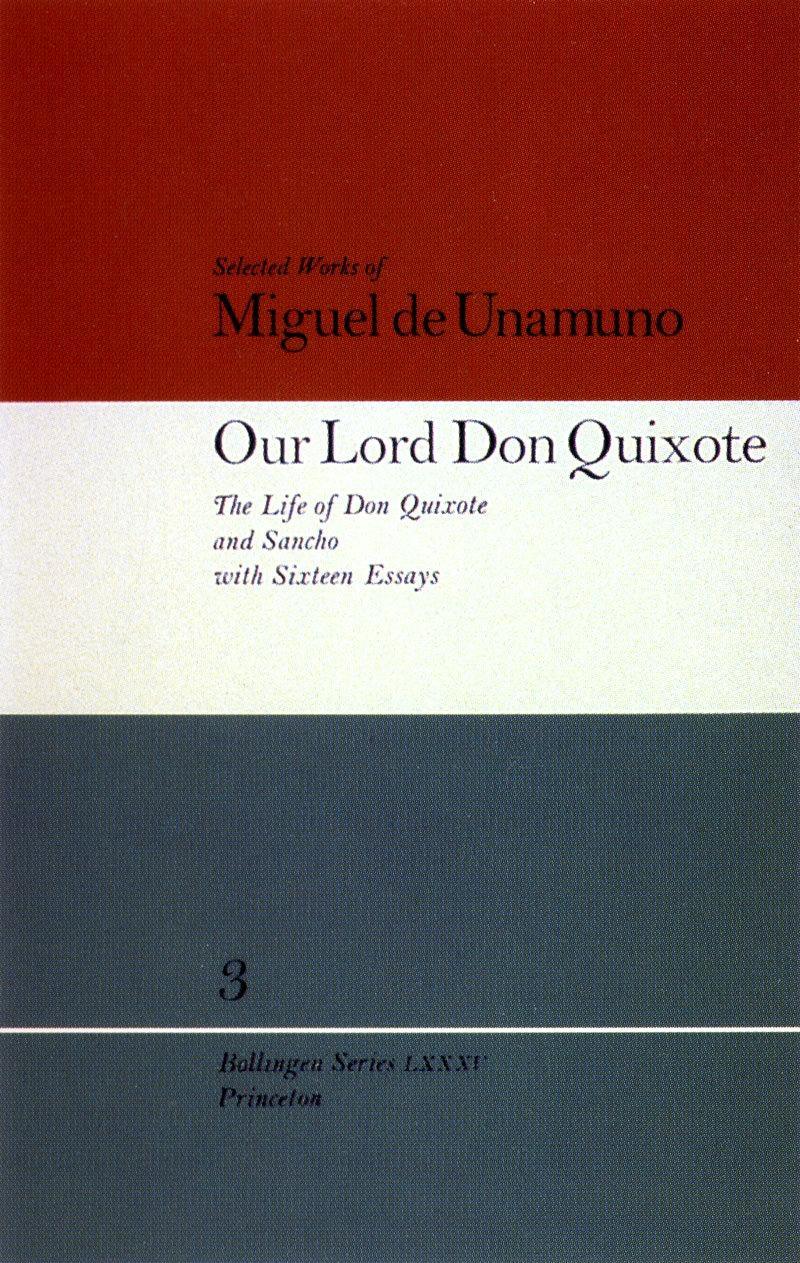 Selected Works of
Miguel de Unamuno
Our Lord Don Quixote
The Life of Don Quixote
and Sancho
with Sixteen Essays
3
Bollingen Series LXXXV
Princeton